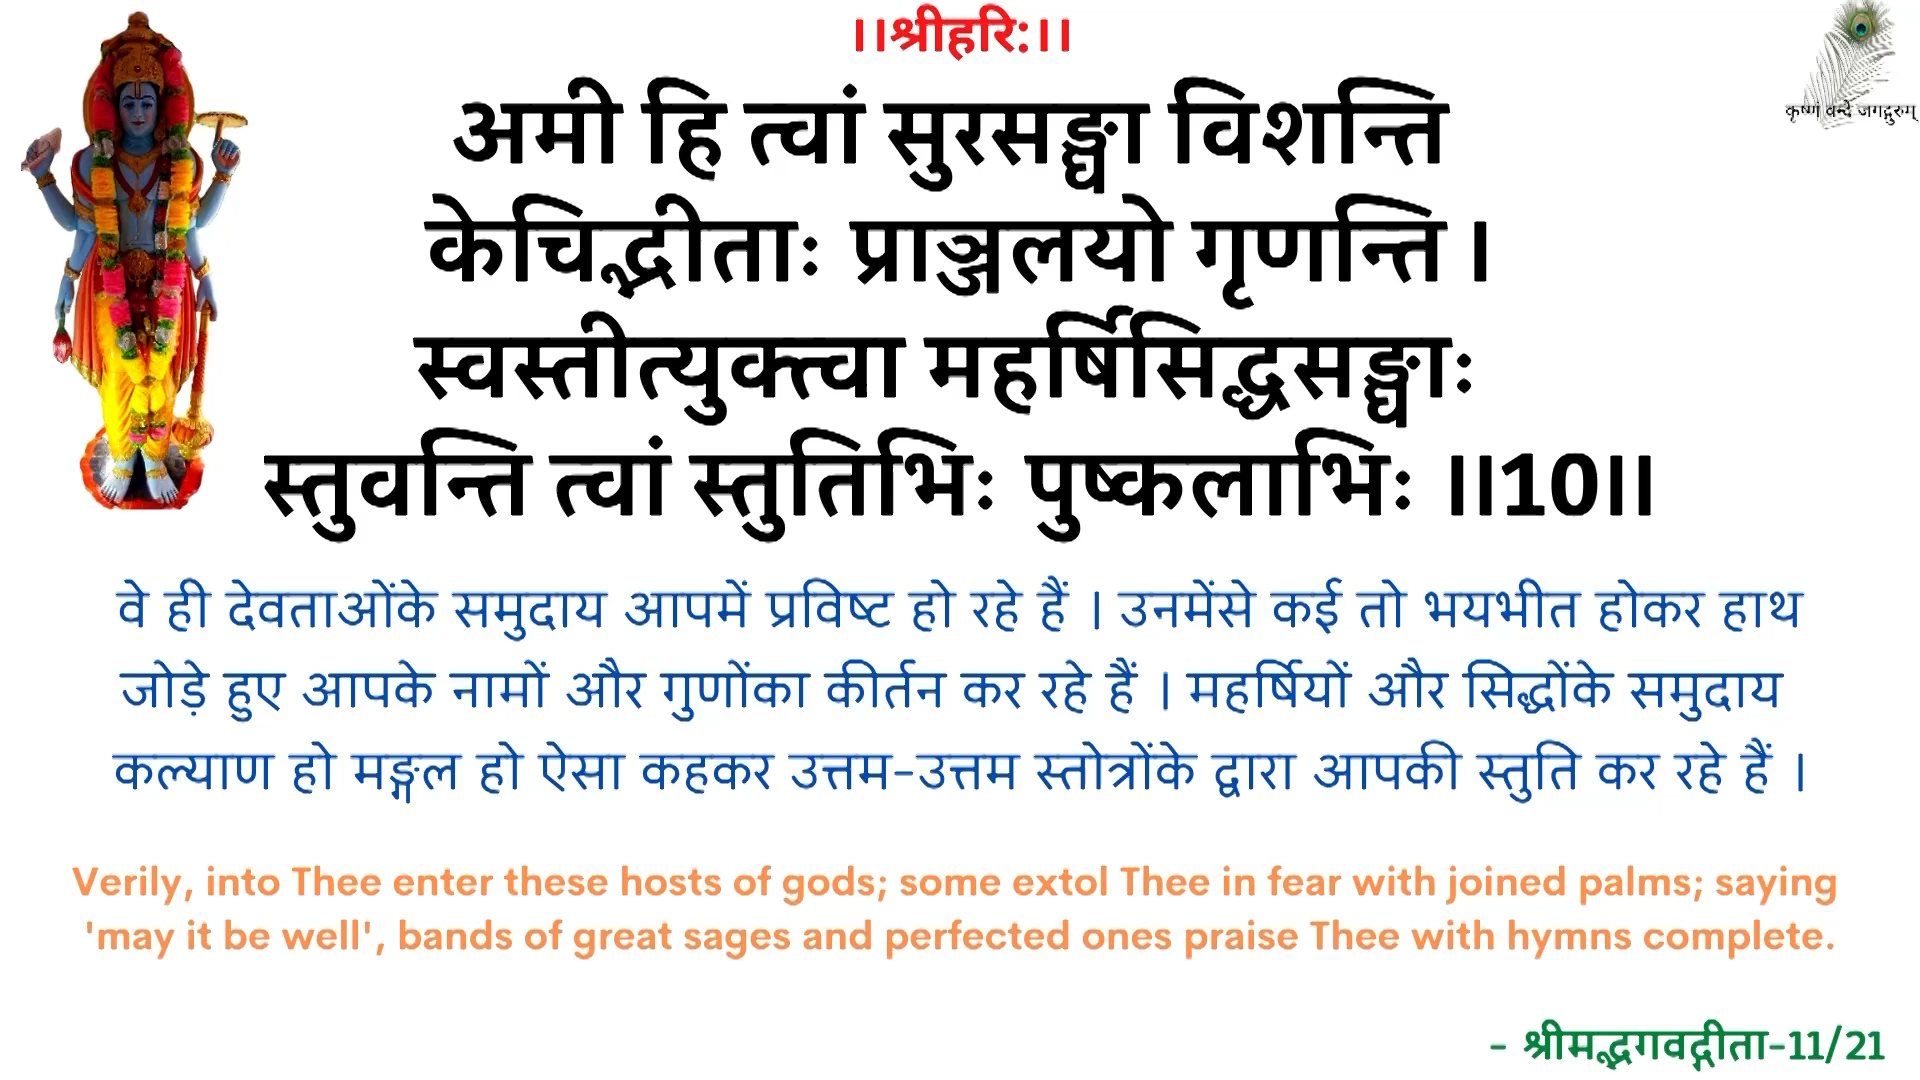 ।।श्रीहरि:।।
कृष्णं वन्दे जगद्गुरुम्
अमी हि त्वां सुरसङ्घा विशन्ति
केचिद्भीताः प्राञ्जलयो गृणन्ति ।
स्वस्तीत्युक्त्वा महर्षिसिद्धसङ्घाः
स्तुवन्ति त्वां स्तुतिभिः पुष्कलाभिः ।।10।।
वे ही देवताओंके समुदाय आपमें प्रविष्ट हो रहे हैं । उनमेंसे कई तो भयभीत होकर हाथ
जोड़े हुए आपके नामों और गुणोंका कीर्तन कर रहे हैं । महर्षियों और सिद्धोंके समुदाय
कल्याण हो मङ्गल हो ऐसा कहकर उत्तम-उत्तम स्तोत्रोंके द्वारा आपकी स्तुति कर रहे हैं ।
Verily, into Thee enter these hosts of gods; some extol Thee in fear with joined palms; saying
'may it be well', bands of great sages and perfected ones praise Thee with hymns complete.
- श्रीमद्भगवद्गीता-11/21